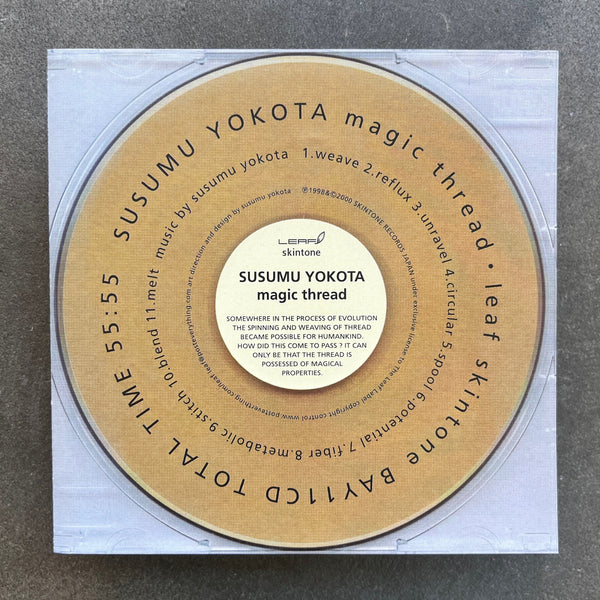 SUSUMU YOKOTA magic thread • leaf skintone BAY11CD TOTAL TIME 55:55
music by susumu yokota 1.weave 2.reflux 3.unravel 4.circular 5.spool 6.potential 7.fiber 8.metabolic 9.stitch 10.blend 11.melt
art direction and design by susumu yokota ℗1998&©2000 SKINTONE RECORDS JAPAN under exclusive license to the Leaf Label copyright control www.posteverything.com/leaf leaf@posteverything.com
LEAF
skintone
SUSUMU YOKOTA
magic thread
SOMEWHERE IN THE PROCESS OF EVOLUTION
THE SPINNING AND WEAVING OF THREAD
BECAME POSSIBLE FOR HUMANKIND.
HOW DID THIS COME TO PASS ? IT CAN
ONLY BE THAT THE THREAD IS
POSSESSED OF MAGICAL
PROPERTIES.